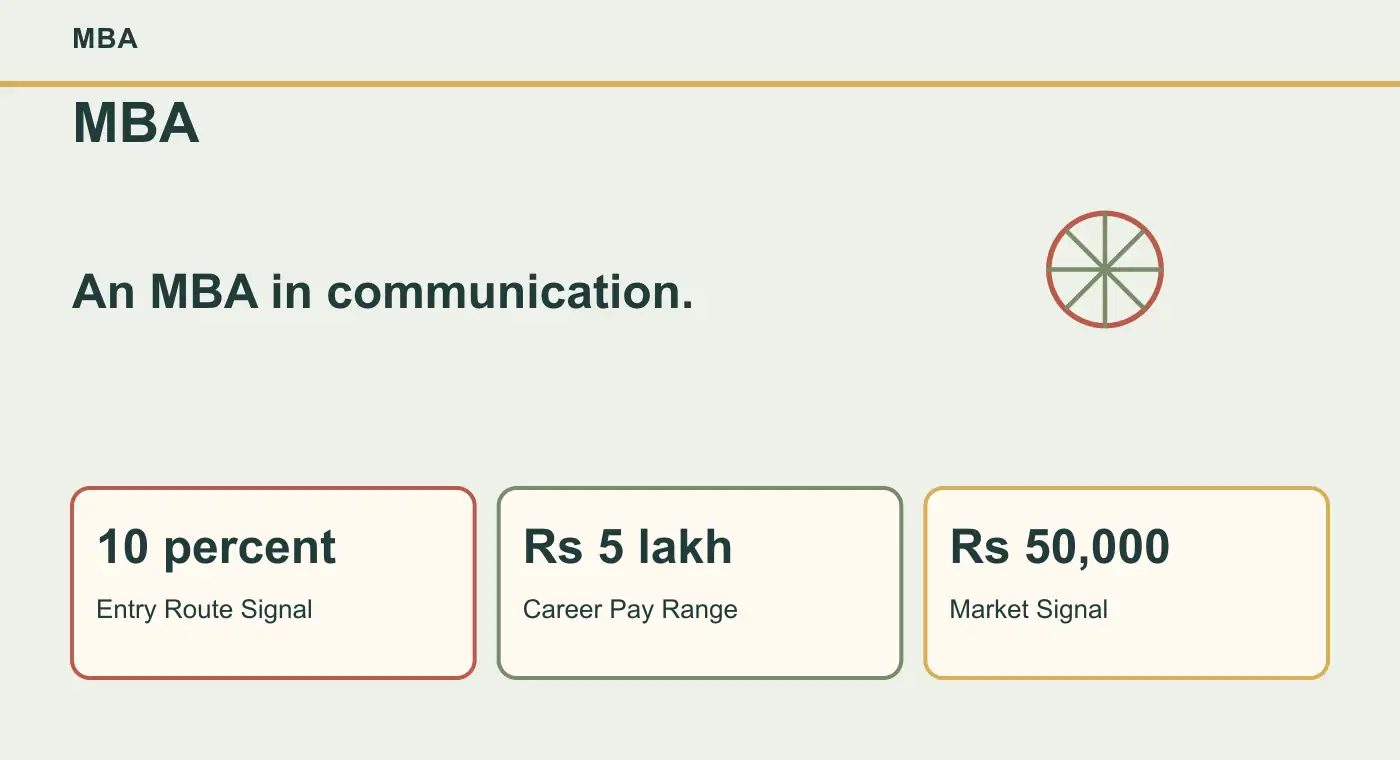 MBA
MBA
An MBA in communication.
10 percent
Entry Route Signal
Rs 5 lakh
Career Pay Range
Rs 50,000
Market Signal